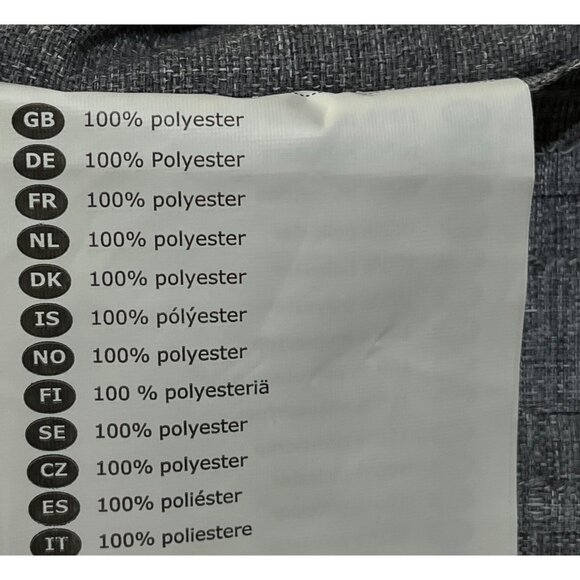 GB 100% polyester
DE 100% Polyester
FR 100% polyester
NL 100% polyester
DK 100% polyester
IS 100% pólýester
NO 100% polyester
FI 100 % polyesteriä
SE 100% polyester
CZ 100% polyester
ES 100% poliéster
IT 100% poliestere